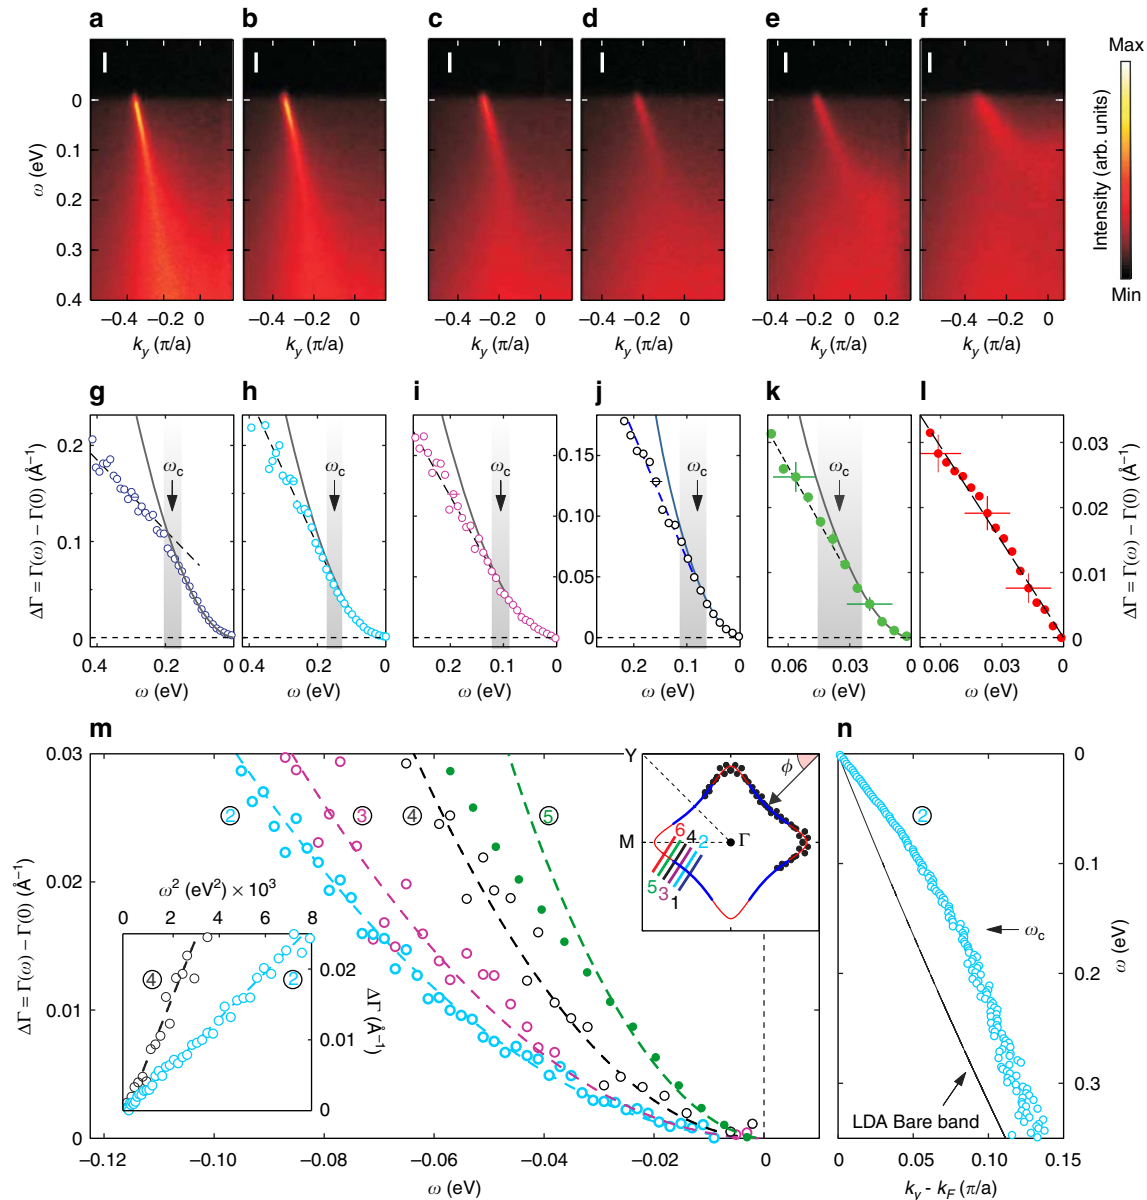 a b c d e f
0
0.1
0.2
0.3
0.4
ω (eV)
−0.4 −0.2 0
−0.4 −0.2 0
−0.4 −0.2 0
−0.4 −0.2 0
−0.4 −0.2 0 0.2
−0.4 −0.2 0
k_y (π/a) k_y (π/a) k_y (π/a) k_y (π/a) k_y (π/a) k_y (π/a)
Max
Intensity (arb. units)
Min
g h i j k l
ΔΓ = Γ(ω) − Γ(0) (Å⁻¹)
0.2
0.1
0
0.15
0.10
0.05
0
0.03
0.02
0.01
0
ΔΓ = Γ(ω) − Γ(0) (Å⁻¹)
ω_c ω_c ω_c ω_c ω_c
0.4 0.2 0
0.4 0.2 0
0.2 0.1 0
0.2 0.1 0
0.06 0.03
0.06 0.03 0
ω (eV) ω (eV) ω (eV) ω (eV) ω (eV) ω (eV)
m
ΔΓ = Γ(ω) − Γ(0) (Å⁻¹)
0.03
0.02
0.01
0
−0.12 −0.10 −0.08 −0.06 −0.04 −0.02 0
ω (eV)
② ③ ④ ⑤
ω² (eV²) × 10³
0 2 4 6 8
④ ②
0.02
0.01
0
ΔΓ (Å⁻¹)
Y
ϕ
M
Γ
6
4
2
5
3
1
n
②
ω_c
LDA Bare band
0
0.1
0.2
0.3
ω (eV)
0 0.05 0.10 0.15
k_y - k_F (π/a)